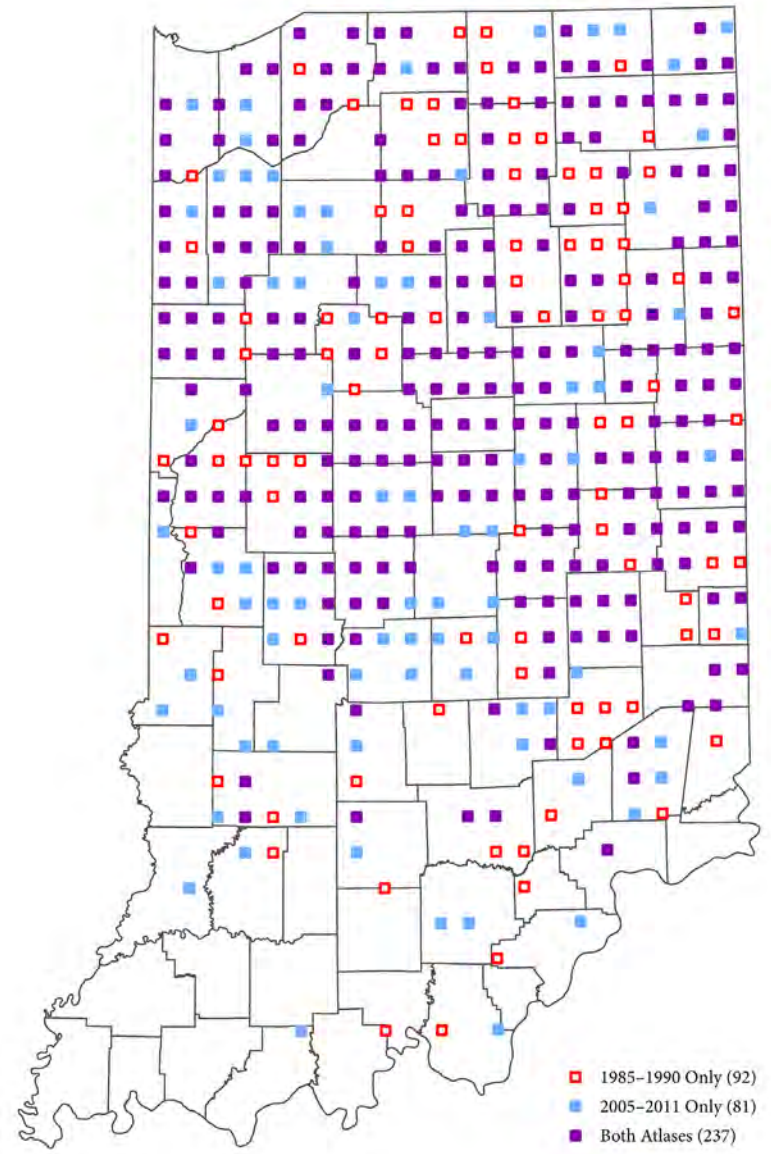 1985–1990 Only (92)
2005–2011 Only (81)
Both Atlases (237)